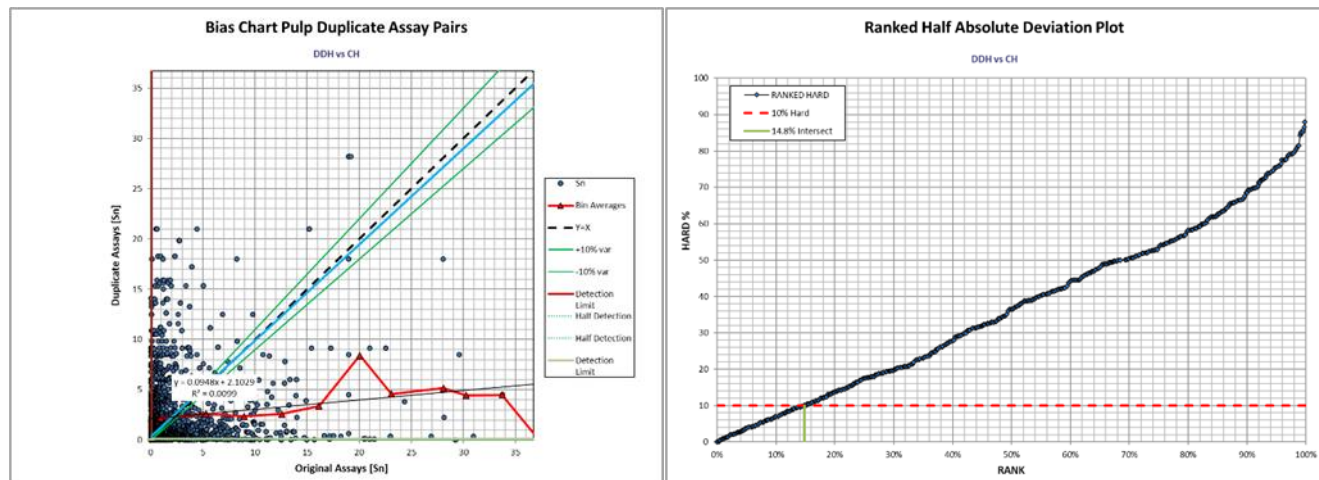 Bias Chart Pulp Duplicate Assay Pairs
DDH vs CH
35
30
25
20
15
10
5
0
Duplicate Assays [Sn]
y = 0.0948x + 2.1029
R² = 0.0099
0 5 10 15 20 25 30 35
Original Assays [Sn]
Sn
Bin Averages
Y=X
+10% var
-10% var
Detection
Limit
Half Detection
Half Detection
Detection
Limit
Ranked Half Absolute Deviation Plot
DDH vs CH
100
90
80
70
60
50
40
30
20
10
0
HARD %
RANKED HARD
10% Hard
14.8% Intersect
0% 10% 20% 30% 40% 50% 60% 70% 80% 90% 100%
RANK